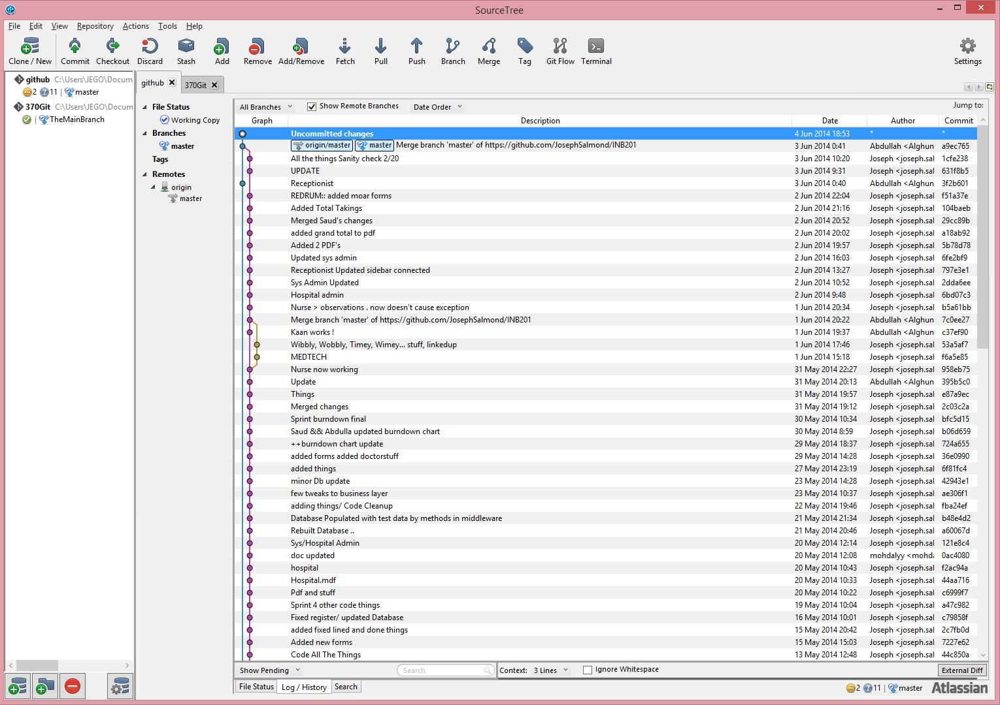 SourceTree
File Edit View Repository Actions Tools Help
Clone / New Commit Checkout Discard Stash Add Remove Add/Remove Fetch Pull Push Branch Merge Tag Git Flow Terminal Settings
github C:\Users\JEGO\Docum
2 11 | master
370Git C:\Users\JEGO\Docum
| TheMainBranch
github 370Git
File Status
Working Copy
Branches
master
Tags
Remotes
origin
master
All Branches Show Remote Branches Date Order Jump to:
Graph Description Date Author Commit
Uncommitted changes 4 Jun 2014 18:53 * *
origin/master master Merge branch 'master' of https://github.com/JosephSalmond/INB201 3 Jun 2014 0:41 Abdullah <Alghun a9ec765
All the things Sanity check 2/20 3 Jun 2014 10:20 Joseph <joseph.sal 1cfe238
UPDATE 3 Jun 2014 9:31 Joseph <joseph.sal 631f8b5
Receptionist 3 Jun 2014 0:40 Abdullah <Alghun 3f2b601
REDRUM:: added moar forms 2 Jun 2014 22:04 Joseph <joseph.sal f51a37e
Added Total Takings 2 Jun 2014 21:16 Joseph <joseph.sal 104baeb
Merged Saud's changes 2 Jun 2014 20:52 Joseph <joseph.sal 29cc89b
added grand total to pdf 2 Jun 2014 20:02 Joseph <joseph.sal a18ab92
Added 2 PDF's 2 Jun 2014 19:57 Joseph <joseph.sal 5b78d78
Updated sys admin 2 Jun 2014 16:03 Joseph <joseph.sal 6fe2bf9
Receptionist Updated sidebar connected 2 Jun 2014 13:27 Joseph <joseph.sal 797e3e1
Sys Admin Updated 2 Jun 2014 10:52 Joseph <joseph.sal 2dda6ee
Hospital admin 2 Jun 2014 9:48 Joseph <joseph.sal 6bd07c3
Nurse > observations . now doesn't cause exception 1 Jun 2014 20:34 Joseph <joseph.sal b5a61bb
Merge branch 'master' of https://github.com/JosephSalmond/INB201 1 Jun 2014 20:22 Abdullah <Alghun 7c0ee27
Kaan works ! 1 Jun 2014 19:37 Abdullah <Alghun c37ef90
Wibbly, Wobbly, Timey, Wimey... stuff, linkedup 1 Jun 2014 17:46 Joseph <joseph.sal 53a5af7
MEDTECH 1 Jun 2014 15:18 Joseph <joseph.sal f6a5e85
Nurse now working 31 May 2014 22:27 Joseph <joseph.sal 958eb75
Update 31 May 2014 20:13 Abdullah <Alghun 395b5c0
Things 31 May 2014 19:57 Joseph <joseph.sal e87a9ec
Merged changes 31 May 2014 19:12 Joseph <joseph.sal 2c03c2a
Sprint burndown final 30 May 2014 10:34 Joseph <joseph.sal bfc5d15
Saud && Abdulla updated burndown chart 30 May 2014 8:59 Joseph <joseph.sal b06d659
++burndown chart update 29 May 2014 18:37 Joseph <joseph.sal 724a655
added forms added doctorstuff 29 May 2014 14:28 Joseph <joseph.sal 36e0990
added things 27 May 2014 23:19 Joseph <joseph.sal 6f81fc4
minor Db update 23 May 2014 14:28 Joseph <joseph.sal 42943e1
few tweaks to business layer 23 May 2014 10:37 Joseph <joseph.sal ae306f1
adding things/ Code Cleanup 22 May 2014 19:46 Joseph <joseph.sal fba24ef
Database Populated with test data by methods in middleware 21 May 2014 21:34 Joseph <joseph.sal b48e4d2
Rebuilt Database .. 21 May 2014 20:46 Joseph <joseph.sal a60067d
Sys/Hospital Admin 20 May 2014 12:14 Joseph <joseph.sal 121e8c4
doc updated 20 May 2014 12:08 mohdalyy <mohda 0ac4080
hospital 20 May 2014 10:43 Joseph <joseph.sal f2ac94a
Hospital.mdf 20 May 2014 10:33 Joseph <joseph.sal 44aa716
Pdf and stuff 20 May 2014 10:22 Joseph <joseph.sal c6999f7
Sprint 4 other code things 19 May 2014 10:04 Joseph <joseph.sal a47c982
Fixed register/ updated Database 16 May 2014 10:01 Joseph <joseph.sal c79858f
added fixed lined and done things 15 May 2014 20:42 Joseph <joseph.sal 2c7fb0d
Added new forms 15 May 2014 15:03 Joseph <joseph.sal 7227e62
Code All The Things 13 May 2014 12:48 Joseph <joseph.sal 44c850a
Show Pending Search Context: 3 Lines Ignore Whitespace External Diff
File Status Log / History Search
2 11 | master Atlassian